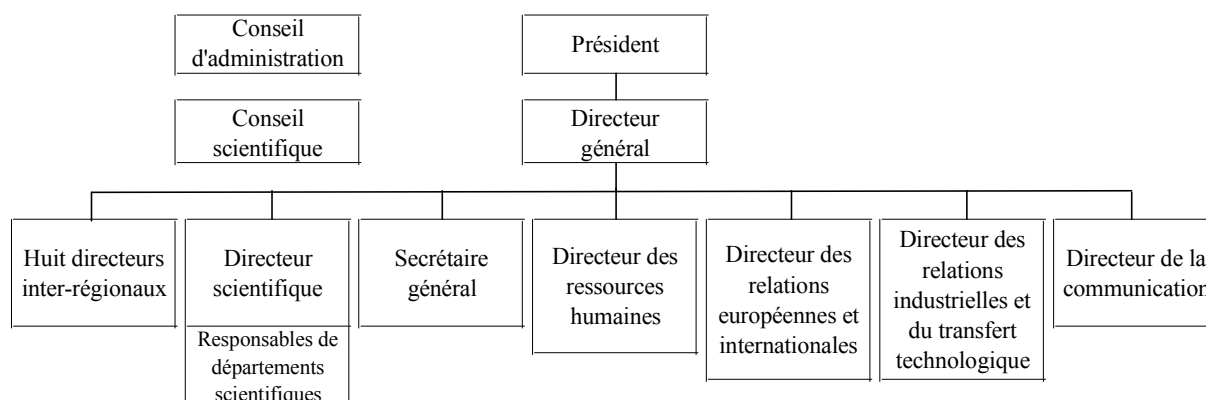 Conseil
d'administration
Président
Conseil
scientifique
Directeur
général
Huit directeurs
inter-régionaux
Directeur
scientifique
Responsables de
départements
scientifiques
Secrétaire
général
Directeur des
ressources
humaines
Directeur des
relations
européennes et
internationales
Directeur des
relations
industrielles et
du transfert
technologique
Directeur de la
communication